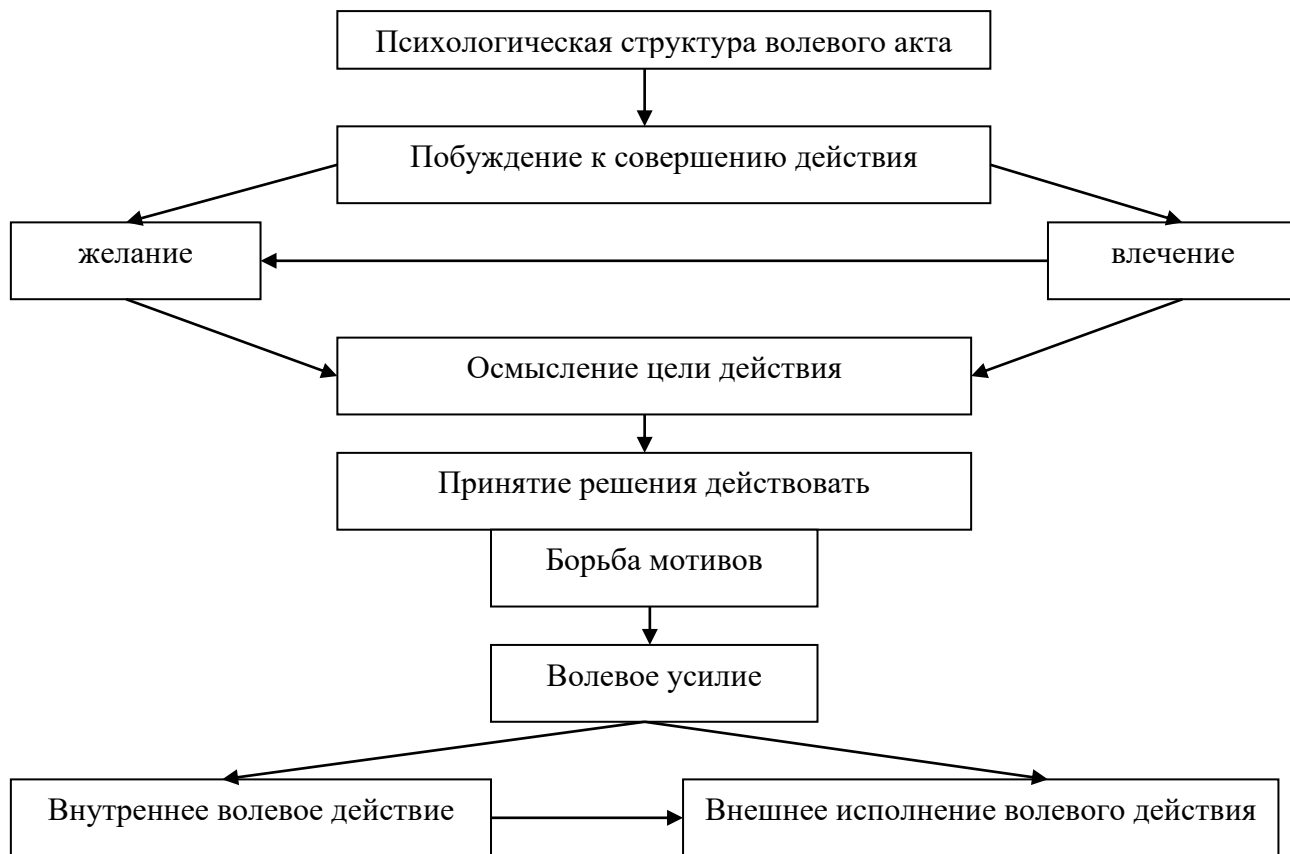 Психологическая структура волевого акта
Побуждение к совершению действия
желание
влечение
Осмысление цели действия
Принятие решения действовать
Борьба мотивов
Волевое усилие
Внутреннее волевое действие
Внешнее исполнение волевого действия